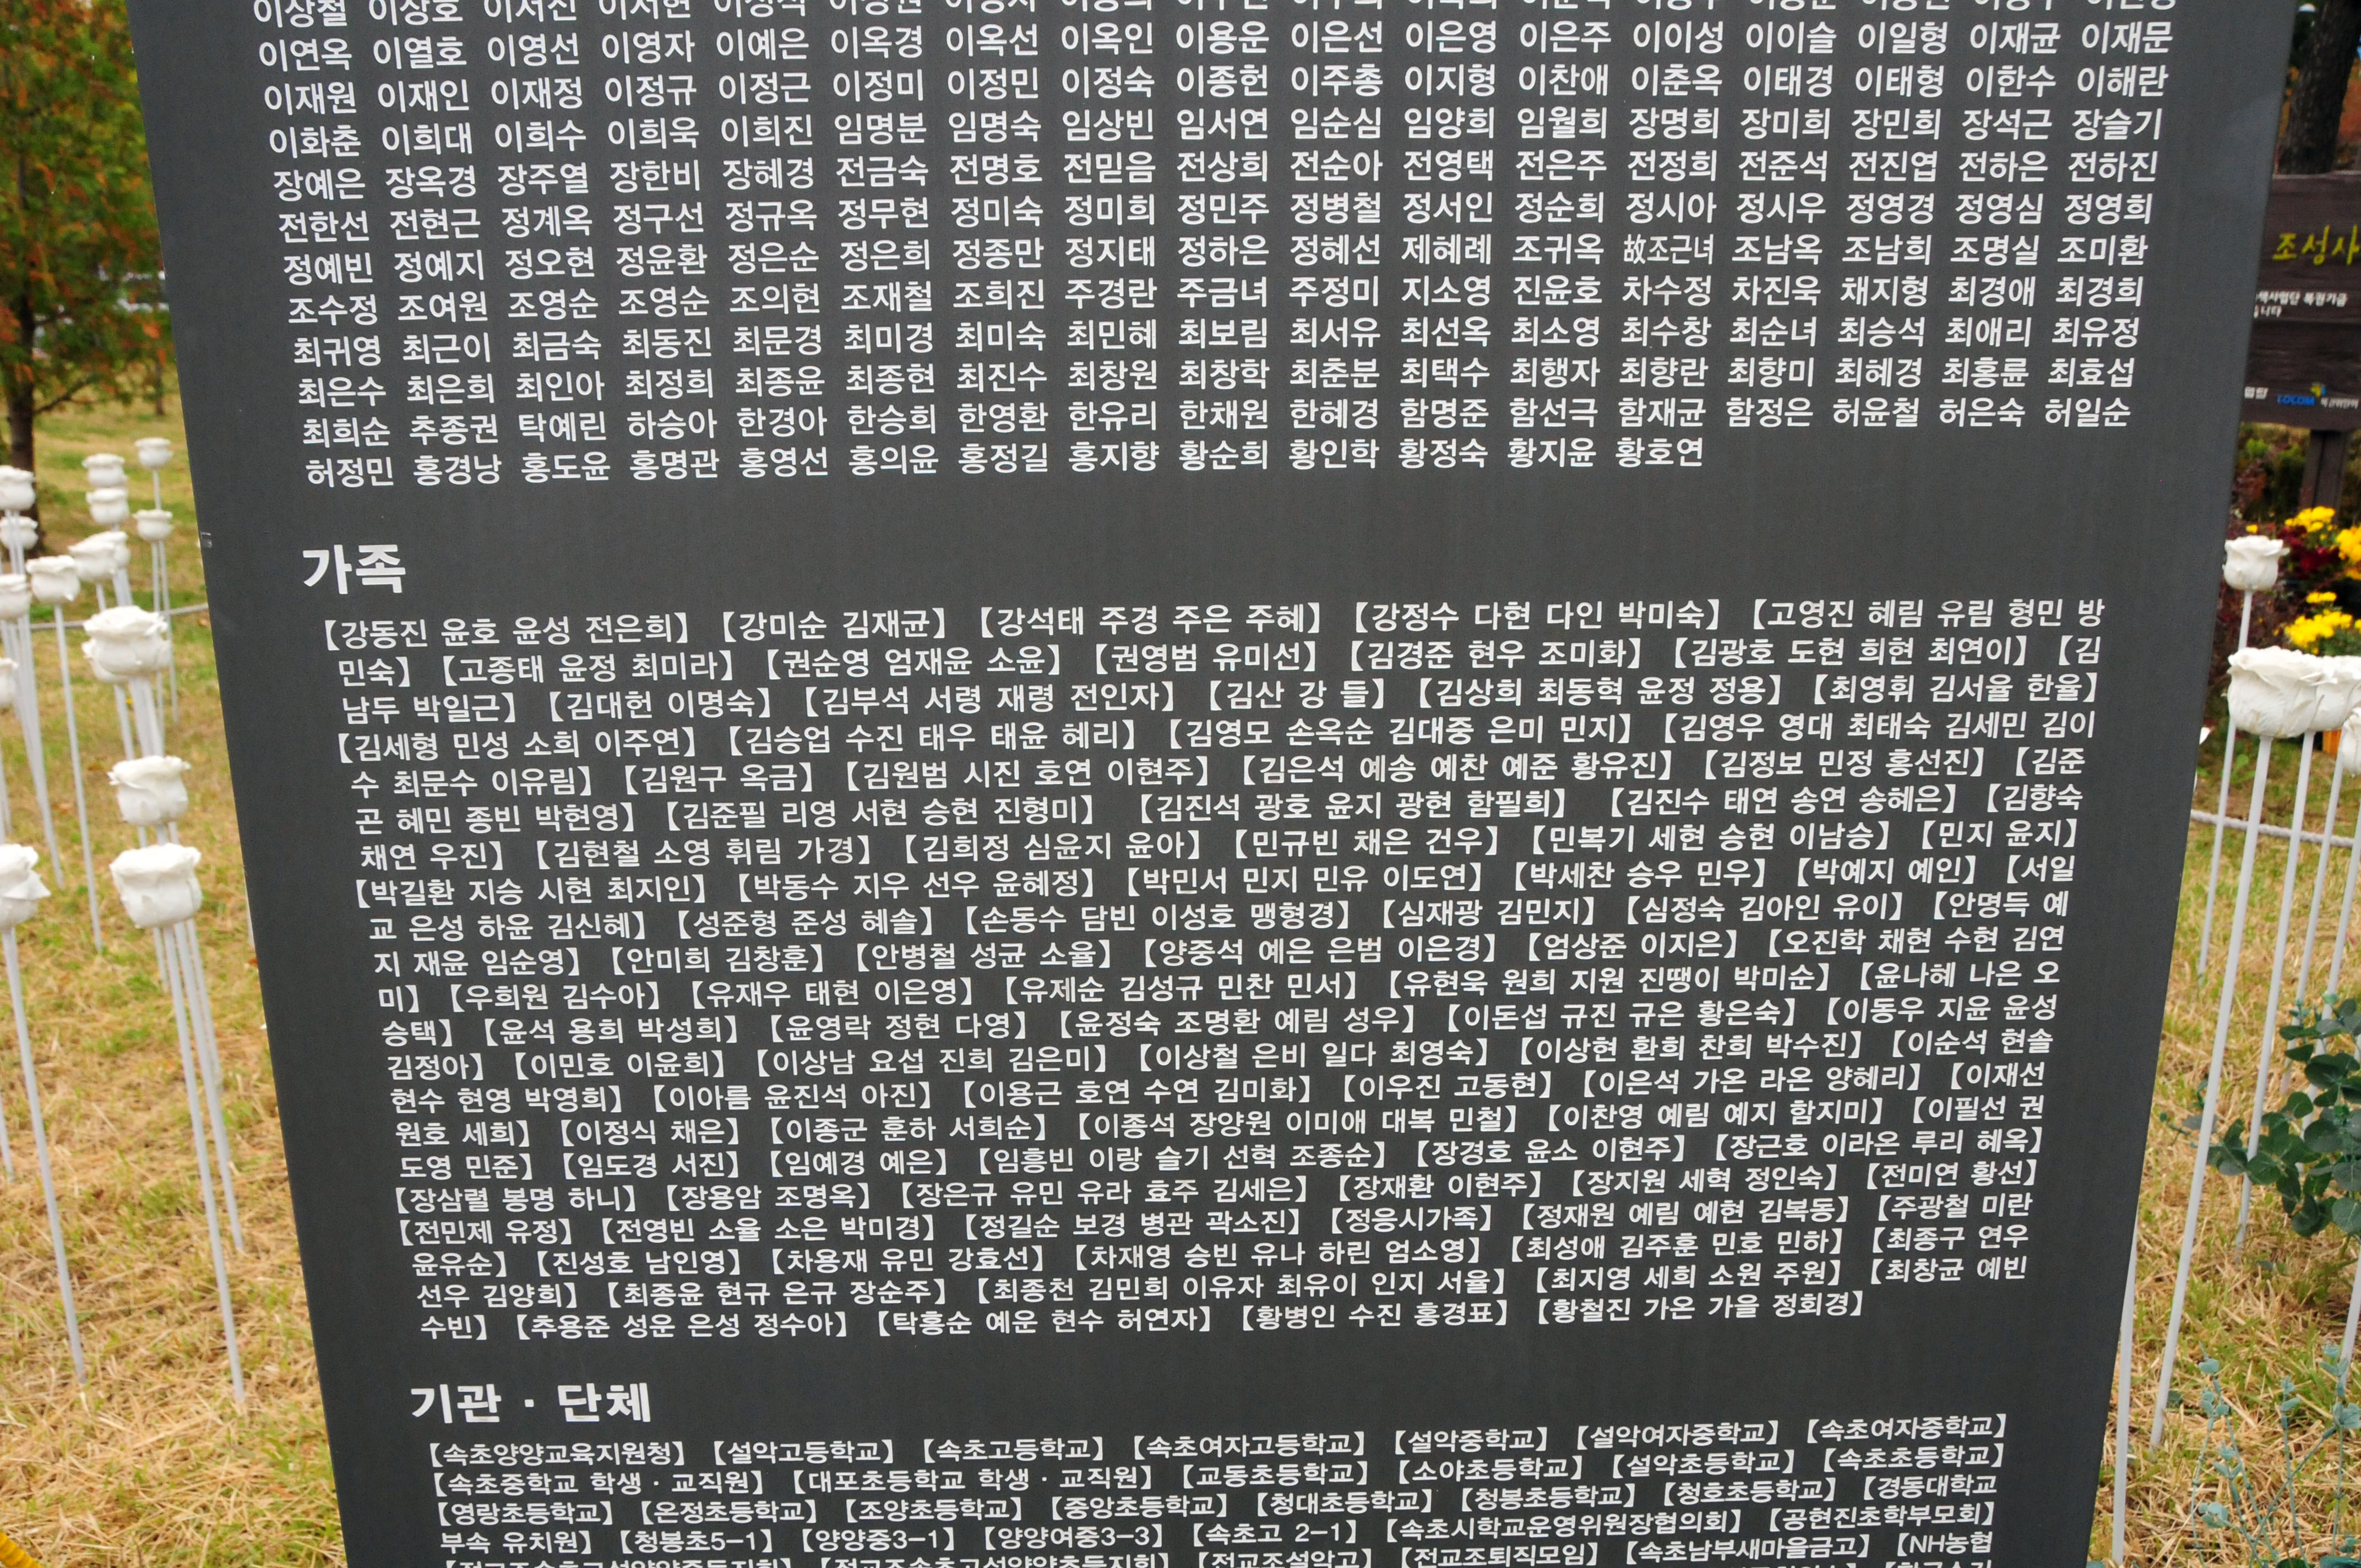 이연옥 이열호 이영선 이영자 이예은 이옥경 이옥선 이옥인 이용운 이은선 이은영 이은주 이이성 이이슬 이일형 이재균 이재문
이재원 이재인 이재정 이정규 이정근 이정미 이정민 이정숙 이종헌 이주총 이지형 이찬애 이춘옥 이태경 이태형 이한수 이해란
이화춘 이희대 이희수 이희욱 이희진 임명분 임명숙 임상빈 임서연 임순심 임양희 임월희 장명희 장미희 장민희 장석근 장슬기
장예은 장옥경 장주열 장한비 장혜경 전금숙 전명호 전믿음 전상희 전순아 전영택 전은주 전정희 전준석 전진엽 전하은 전하진
전한선 전현근 정계옥 정구선 정규옥 정무현 정미숙 정미희 정민주 정병철 정서인 정순희 정시아 정시우 정영경 정영심 정영희
정예빈 정예지 정오현 정윤환 정은순 정은희 정종만 정지태 정하은 정혜선 제혜례 조귀옥 故조근녀 조남옥 조남희 조명실 조미환
조수정 조여원 조영순 조영순 조의현 조재철 조희진 주경란 주금녀 주정미 지소영 진윤호 차수정 차진욱 채지형 최경애 최경희
최귀영 최근이 최금숙 최동진 최문경 최미경 최미숙 최민혜 최보림 최서유 최선옥 최소영 최수창 최순녀 최승석 최애리 최유정
최은수 최은희 최인아 최정희 최종윤 최종현 최진수 최창원 최창학 최춘분 최택수 최행자 최향란 최향미 최혜경 최홍륜 최효섭
최희순 추종권 탁예린 하승아 한경아 한승희 한영환 한유리 한채원 한혜경 함명준 함선극 함재균 함정은 허윤철 허은숙 허일순
허정민 홍경낭 홍도윤 홍명관 홍영선 홍의윤 홍정길 홍지향 황순희 황인학 황정숙 황지윤 황호연
가족
【강동진 윤호 윤성 전은희】 【강미순 김재균】 【강석태 주경 주은 주혜】 【강정수 다현 다인 박미숙】 【고영진 혜림 유림 형민 방
민숙】 【고종태 윤정 최미라】 【권순영 엄재윤 소윤】 【권영범 유미선】 【김경준 현우 조미화】 【김광호 도현 희현 최연이】 【김
남두 박일근】 【김대헌 이명숙】 【김부석 서령 재령 전인자】 【김산 강 들】 【김상희 최동혁 윤정 정용】 【최영휘 김서율 한율】
【김세형 민성 소희 이주연】 【김승업 수진 태우 태윤 혜리】 【김영모 손옥순 김대중 은미 민지】 【김영우 영대 최태숙 김세민 김이
수 최문수 이유림】 【김원구 옥금】 【김원범 시진 호연 이현주】 【김은석 예송 예찬 예준 황유진】 【김정보 민정 홍선진】 【김준
곤 혜민 종빈 박현영】 【김준필 리영 서현 승현 진형미】 【김진석 광호 윤지 광현 함필희】 【김진수 태연 송연 송혜은】 【김향숙
채연 우진】 【김현철 소영 휘림 가경】 【김희정 심윤지 윤아】 【민규빈 채은 건우】 【민복기 세현 승현 이남승】 【민지 윤지】
【박길환 지승 시현 최지인】 【박동수 지우 선우 윤혜정】 【박민서 민지 민유 이도연】 【박세찬 승우 민우】 【박예지 예인】 【서일
교 은성 하윤 김신혜】 【성준형 준성 혜솔】 【손동수 담빈 이성호 맹형경】 【심재광 김민지】 【심정숙 김아인 유이】 【안명득 예
지 재윤 임순영】 【안미희 김창훈】 【안병철 성균 소율】 【양중석 예은 은범 이은경】 【엄상준 이지은】 【오진학 채현 수현 김연
미】 【우희원 김수아】 【유재우 태현 이은영】 【유제순 김성규 민찬 민서】 【유현욱 원희 지원 진땡이 박미순】 【윤나혜 나은 오
승택】 【윤석 용희 박성희】 【윤영락 정현 다영】 【윤정숙 조명환 예림 성우】 【이돈섭 규진 규은 황은숙】 【이동우 지윤 윤성
김정아】 【이민호 이윤희】 【이상남 요섭 진희 김은미】 【이상철 은비 일다 최영숙】 【이상현 환희 찬희 박수진】 【이순석 현솔
현수 현영 박영희】 【이아름 윤진석 아진】 【이용근 호연 수연 김미화】 【이우진 고동현】 【이은석 가온 라온 양혜리】 【이재선
원호 세희】 【이정식 채은】 【이종군 훈하 서희순】 【이종석 장양원 이미애 대복 민철】 【이찬영 예림 예지 함지미】 【이필선 권
도영 민준】 【임도경 서진】 【임예경 예은】 【임흥빈 이랑 슬기 선혁 조종순】 【장경호 윤소 이현주】 【장근호 이라온 루리 혜옥】
【장삼렬 봉명 하니】 【장용암 조명옥】 【장은규 유민 유라 효주 김세은】 【장재환 이현주】 【장지원 세혁 정인숙】 【전미연 황선】
【전민제 유정】 【전영빈 소율 소은 박미경】 【정길순 보경 병관 곽소진】 【정응시가족】 【정재원 예림 예현 김복동】 【주광철 미란
윤유순】 【진성호 남인영】 【차용재 유민 강효선】 【차재영 승빈 유나 하린 엄소영】 【최성애 김주훈 민호 민하】 【최종구 연우
선우 김양희】 【최종윤 현규 은규 장순주】 【최종천 김민희 이유자 최유이 인지 서율】 【최지영 세희 소원 주원】 【최창균 예빈
수빈】 【추용준 성운 은성 정수아】 【탁홍순 예운 현수 허연자】 【황병인 수진 홍경표】 【황철진 가온 가을 정희경】
기관 · 단체
【속초양양교육지원청】 【설악고등학교】 【속초고등학교】 【속초여자고등학교】 【설악중학교】 【설악여자중학교】 【속초여자중학교】
【속초중학교 학생 · 교직원】 【대포초등학교 학생 · 교직원】 【교동초등학교】 【소야초등학교】 【설악초등학교】 【속초초등학교】
【영랑초등학교】 【온정초등학교】 【조양초등학교】 【중앙초등학교】 【청대초등학교】 【청봉초등학교】 【청호초등학교】 【경동대학교
부속 유치원】 【청봉초5-1】 【양양중3-1】 【양양여중3-3】 【속초고 2-1】 【속초시학교운영위원장협의회】 【공현진초학부모회】
【전교조설악고】 【전교조퇴직모임】 【속초남부새마을금고】 【NH농협
조성사